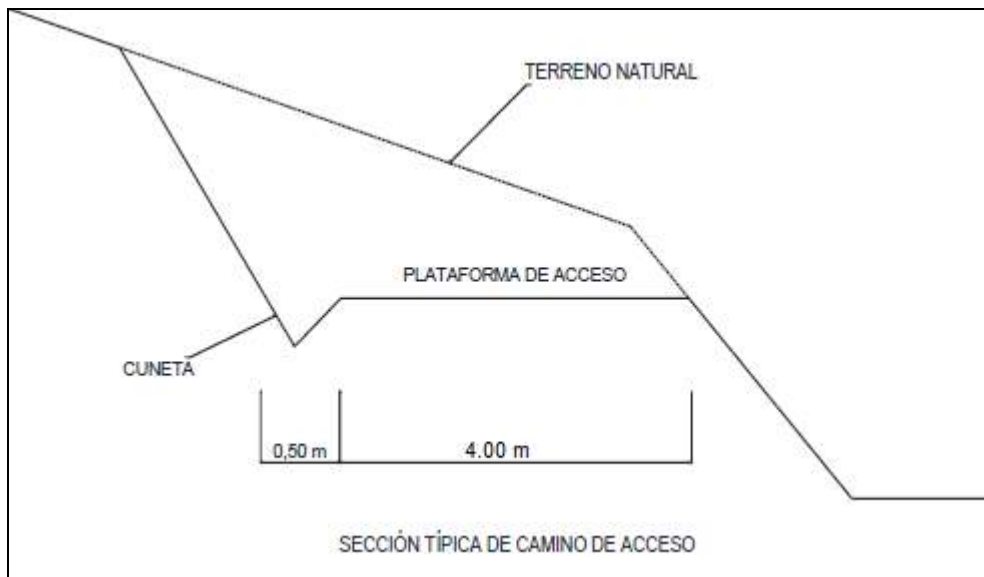 TERRENO NATURAL
PLATAFORMA DE ACCESO
CUNETA
0,50 m
4.00 m
SECCIÓN TÍPICA DE CAMINO DE ACCESO